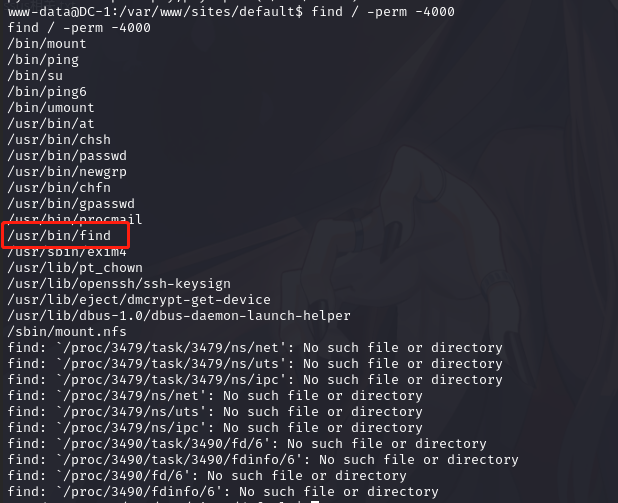 www-data@DC-1:/var/www/sites/default$ find / -perm -4000
find / -perm -4000
/bin/mount
/bin/ping
/bin/su
/bin/ping6
/bin/umount
/usr/bin/at
/usr/bin/chsh
/usr/bin/passwd
/usr/bin/newgrp
/usr/bin/chfn
/usr/bin/gpasswd
/usr/bin/procmail
/usr/bin/find
/usr/sbin/exim4
/usr/lib/pt_chown
/usr/lib/openssh/ssh-keysign
/usr/lib/eject/dmcrypt-get-device
/usr/lib/dbus-1.0/dbus-daemon-launch-helper
/sbin/mount.nfs
find: `/proc/3479/task/3479/ns/net': No such file or directory
find: `/proc/3479/task/3479/ns/uts': No such file or directory
find: `/proc/3479/task/3479/ns/ipc': No such file or directory
find: `/proc/3479/ns/net': No such file or directory
find: `/proc/3479/ns/uts': No such file or directory
find: `/proc/3479/ns/ipc': No such file or directory
find: `/proc/3490/task/3490/fd/6': No such file or directory
find: `/proc/3490/task/3490/fdinfo/6': No such file or directory
find: `/proc/3490/fd/6': No such file or directory
find: `/proc/3490/fdinfo/6': No such file or directory